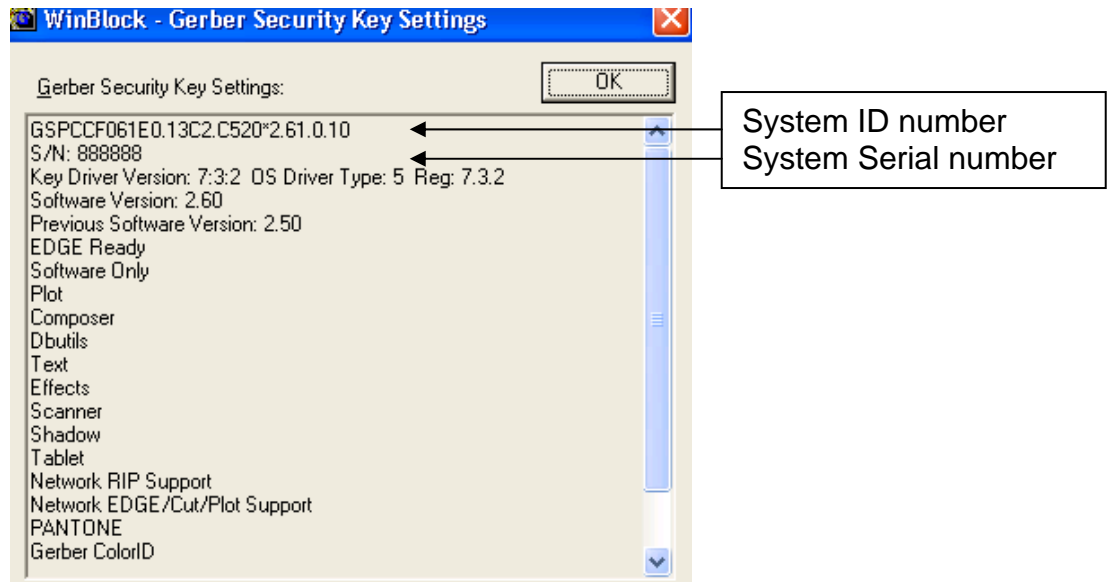 WinBlock - Gerber Security Key Settings
Gerber Security Key Settings:
OK
GSPCCF061E0.13C2.C520*2.61.0.10
S/N: 888888
Key Driver Version: 7:3:2 OS Driver Type: 5 Reg: 7.3.2
Software Version: 2.60
Previous Software Version: 2.50
EDGE Ready
Software Only
Plot
Composer
Dbutils
Text
Effects
Scanner
Shadow
Tablet
Network RIP Support
Network EDGE/Cut/Plot Support
PANTONE
Gerber ColorID
System ID number
System Serial number